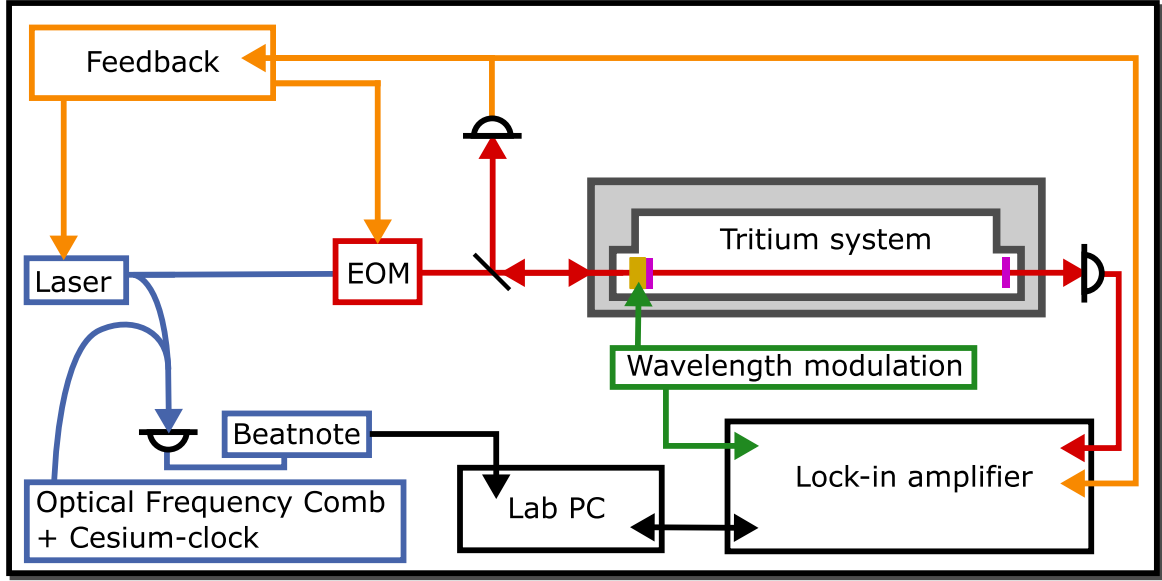 Feedback
Tritium system
Laser
EOM
Wavelength modulation
Beatnote
Lock-in amplifier
Optical Frequency Comb
+ Cesium-clock
Lab PC